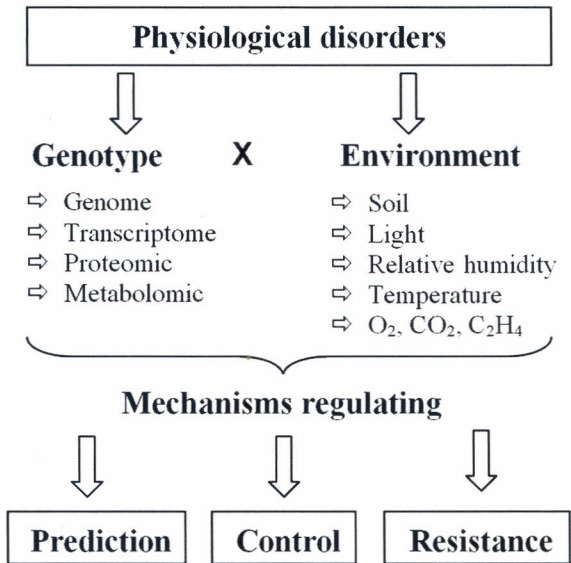 Physiological disorders
Genotype X Environment
⇨ Genome
⇨ Transcriptome
⇨ Proteomic
⇨ Metabolomic
⇨ Soil
⇨ Light
⇨ Relative humidity
⇨ Temperature
⇨ O₂, CO₂, C₂H₄
Mechanisms regulating
Prediction
Control
Resistance